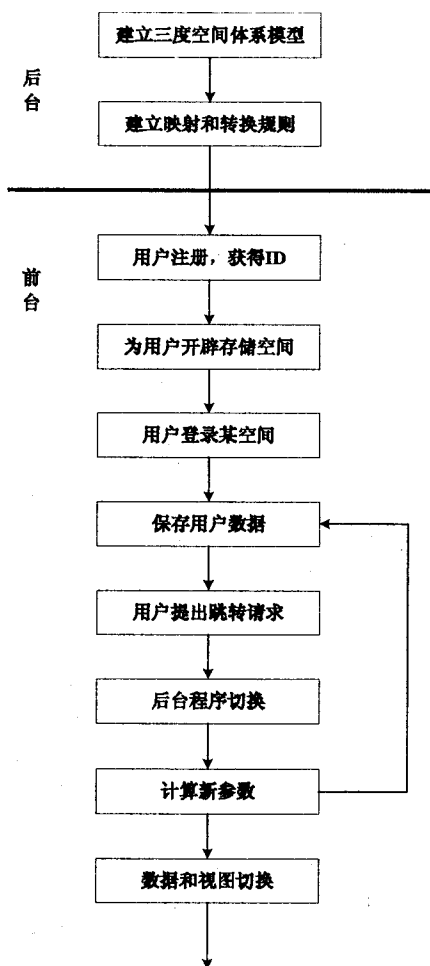 建立三度空间体系模型
后
台
建立映射和转换规则
用户注册，获得ID
前
台
为用户开辟存储空间
用户登录某空间
保存用户数据
用户提出跳转请求
后台程序切换
计算新参数
数据和视图切换